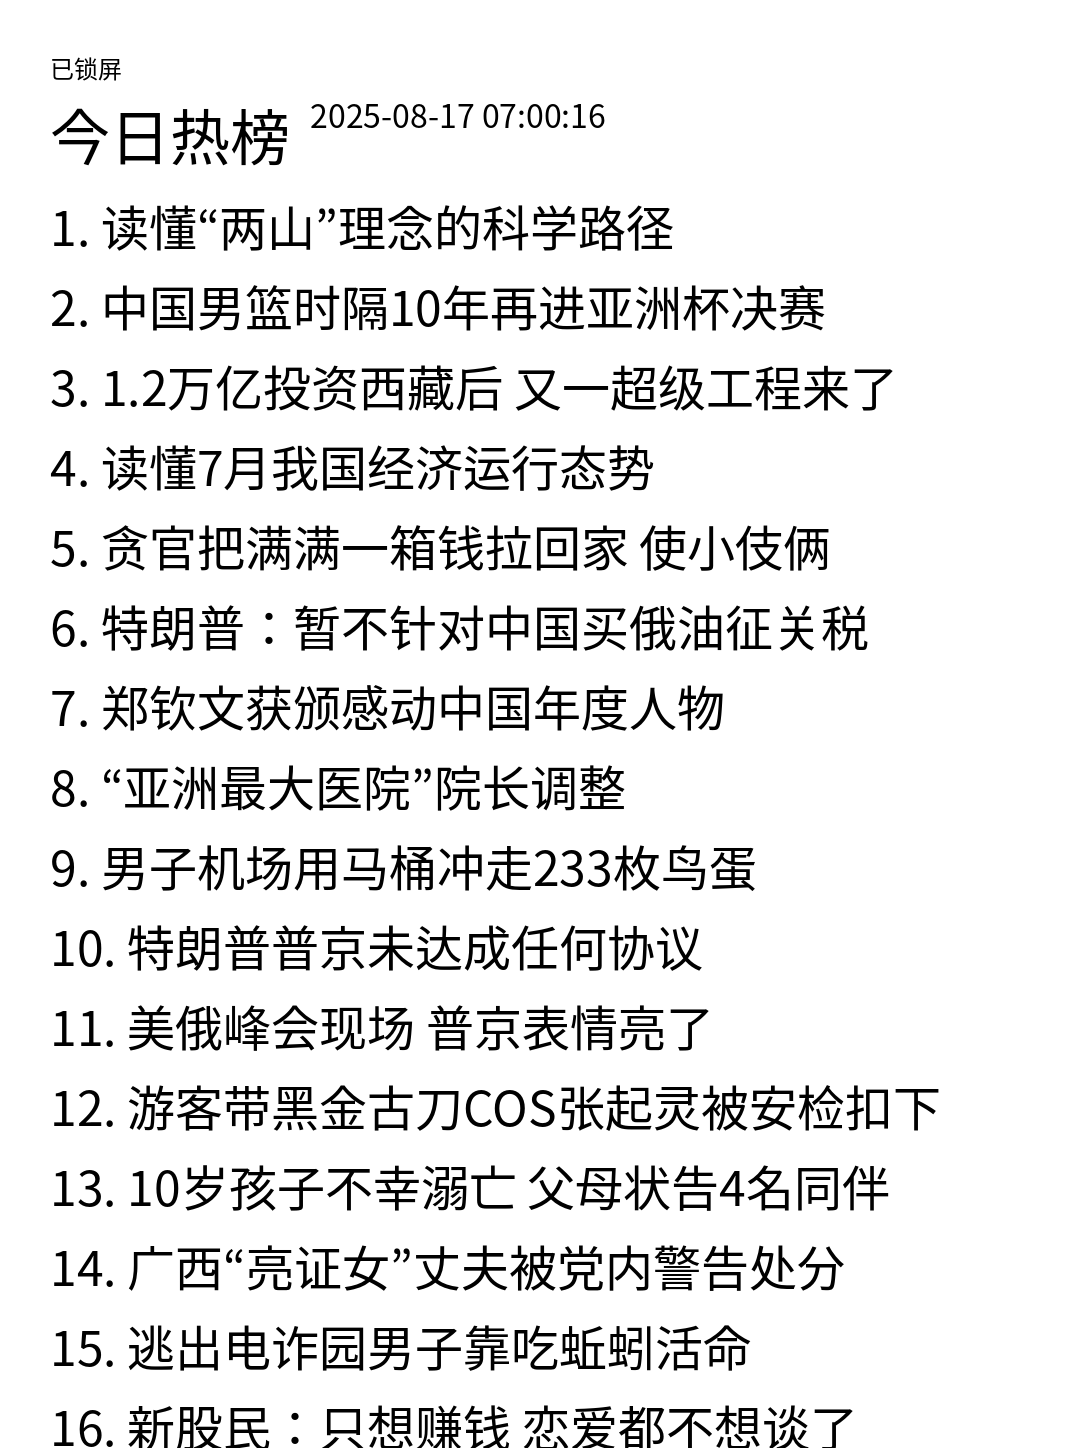 已锁屏
今日热榜 2025-08-17 07:00:16
1. 读懂“两山”理念的科学路径
2. 中国男篮时隔10年再进亚洲杯决赛
3. 1.2万亿投资西藏后 又一超级工程来了
4. 读懂7月我国经济运行态势
5. 贪官把满满一箱钱拉回家 使小伎俩
6. 特朗普：暂不针对中国买俄油征关税
7. 郑钦文获颁感动中国年度人物
8. “亚洲最大医院”院长调整
9. 男子机场用马桶冲走233枚鸟蛋
10. 特朗普普京未达成任何协议
11. 美俄峰会现场 普京表情亮了
12. 游客带黑金古刀COS张起灵被安检扣下
13. 10岁孩子不幸溺亡 父母状告4名同伴
14. 广西“亮证女”丈夫被党内警告处分
15. 逃出电诈园男子靠吃蚯蚓活命
16. 新股民：只想赚钱 恋爱都不想谈了